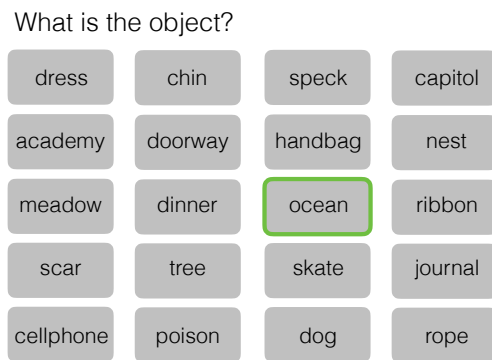 What is the object?
dress chin speck capitol
academy doorway handbag nest
meadow dinner ocean ribbon
scar tree skate journal
cellphone poison dog rope